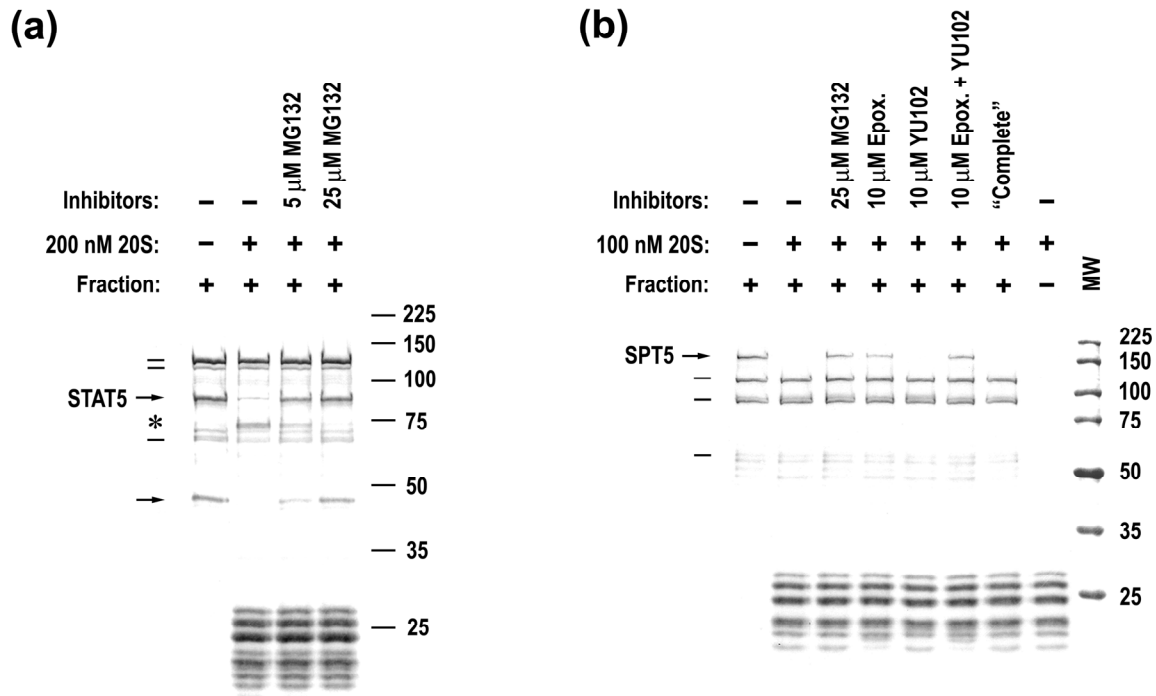 (a)
5 µM MG132
25 µM MG132
Inhibitors: – –
200 nM 20S: – + + +
Fraction: + + + +
225
150
100
STAT5
*
75
50
35
25
(b)
25 µM MG132
10 µM Epox.
10 µM YU102
10 µM Epox. + YU102
“Complete”
Inhibitors: – – –
100 nM 20S: – + + + + + + +
Fraction: + + + + + + + –
MW
SPT5
225
150
100
75
50
35
25